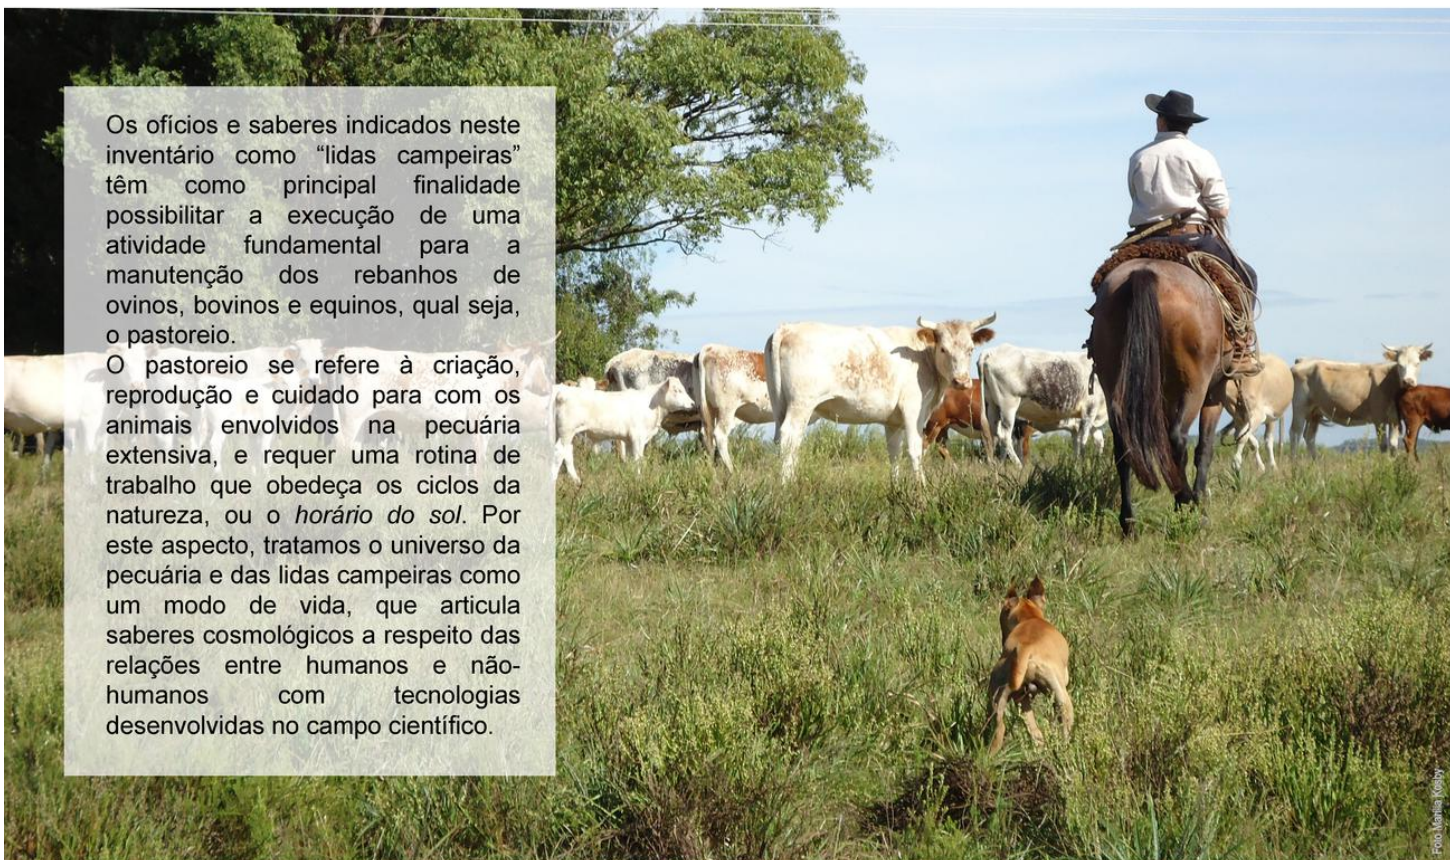 Os ofícios e saberes indicados neste
inventário como “lidas campeiras”
têm como principal finalidade
possibilitar a execução de uma
atividade fundamental para a
manutenção dos rebanhos de
ovinos, bovinos e equinos, qual seja,
o pastoreio.
O pastoreio se refere à criação,
reprodução e cuidado para com os
animais envolvidos na pecuária
extensiva, e requer uma rotina de
trabalho que obedeça os ciclos da
natureza, ou o horário do sol. Por
este aspecto, tratamos o universo da
pecuária e das lidas campeiras como
um modo de vida, que articula
saberes cosmológicos a respeito das
relações entre humanos e não-
humanos com tecnologias
desenvolvidas no campo científico.
Foto